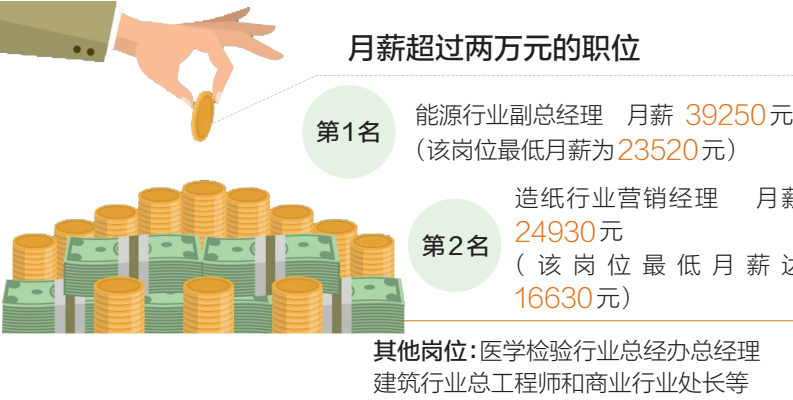 月薪超过两万元的职位
第1名
能源行业副总经理 月薪 39250元
（该岗位最低月薪为23520元）
第2名
造纸行业营销经理 月薪
24930元
（该岗位最低月薪达
16630元）
其他岗位：医学检验行业总经办总经理
建筑行业总工程师和商业行业处长等